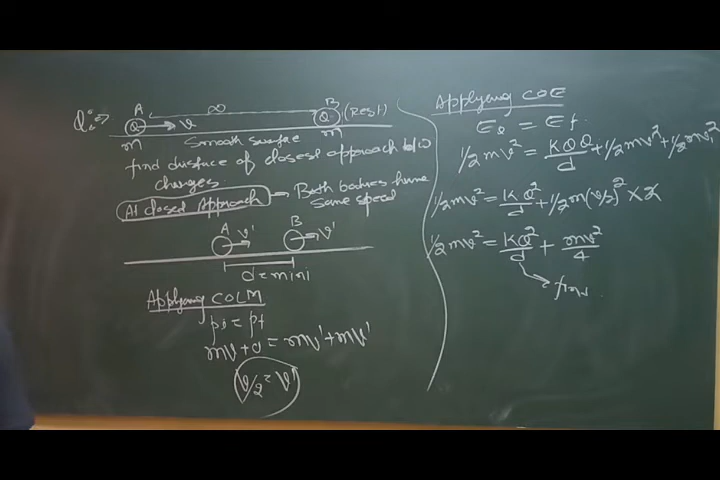 Q:⇒ A ∞ B (Rest)
Q → v Q
m Smooth surface m
find distance of closest approach b/w
charges.
At closed Approach → Both bodies have
same speed
A → v' B → v'
d = mini
Applying COLM
pi = pf
mv + 0 = mv' + mv'
v/2 = v'
Applying COE
Ei = Ef
1/2 mv² = KQQ/d + 1/2 mv'² + 1/2 mv'²
1/2 mv² = KQ²/d + 1/2 m(v/2)² × 2
1/2 mv² = KQ²/d + mv²/4
→ find